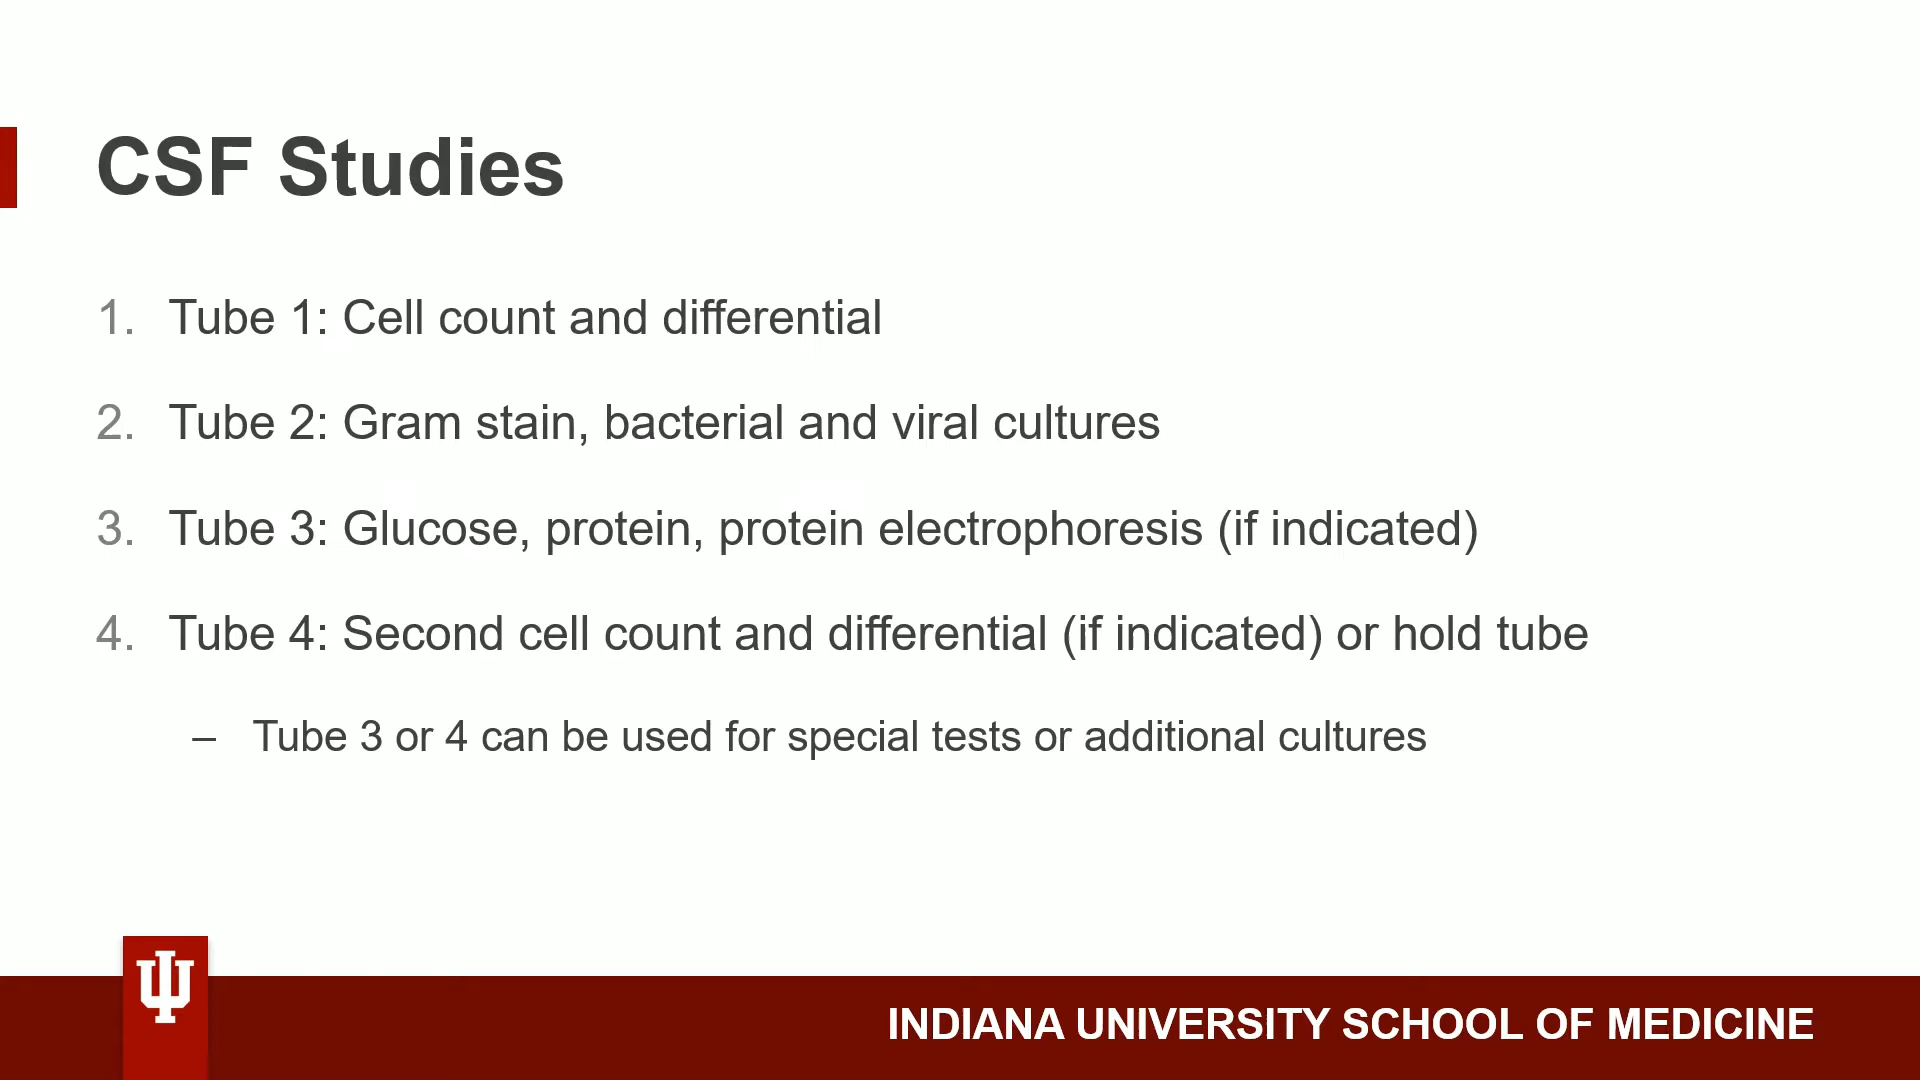 CSF Studies
1. Tube 1: Cell count and differential
2. Tube 2: Gram stain, bacterial and viral cultures
3. Tube 3: Glucose, protein, protein electrophoresis (if indicated)
4. Tube 4: Second cell count and differential (if indicated) or hold tube
– Tube 3 or 4 can be used for special tests or additional cultures
INDIANA UNIVERSITY SCHOOL OF MEDICINE